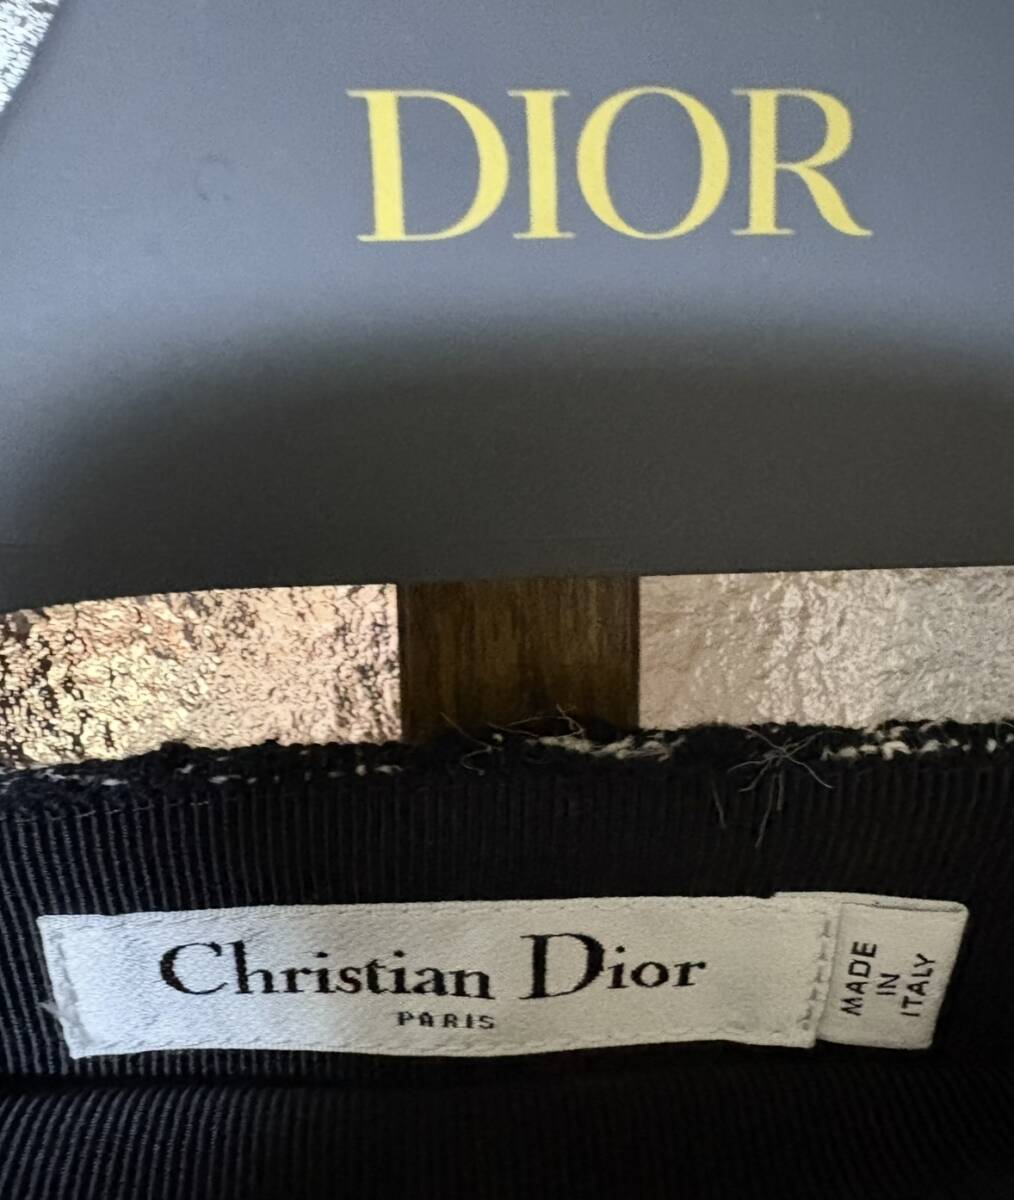 DIOR
Christian Dior
PARIS
MADE
IN
ITALY